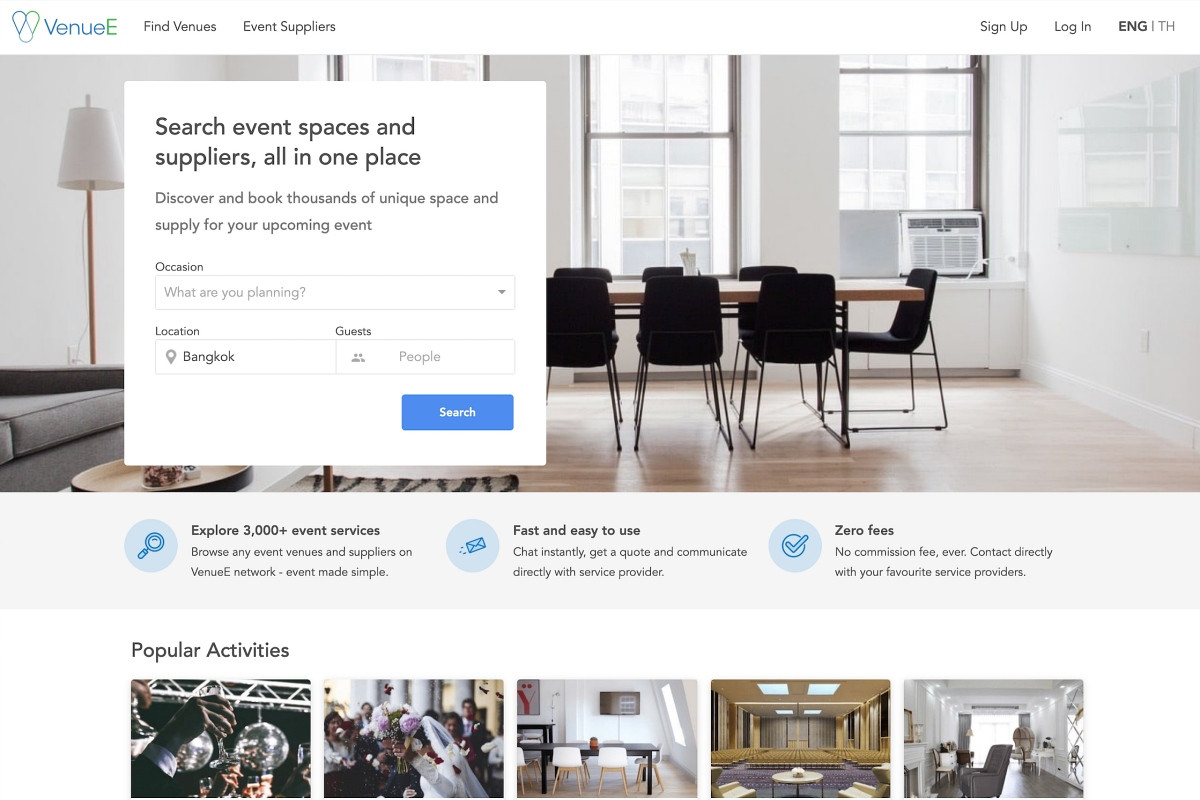 VenueE
Find Venues
Event Suppliers
Sign Up
Log In
ENG | TH
Search event spaces and
suppliers, all in one place
Discover and book thousands of unique space and
supply for your upcoming event
Occasion
What are you planning?
Location
Guests
Bangkok
People
Search
Explore 3,000+ event services
Browse any event venues and suppliers on
VenueE network - event made simple.
Fast and easy to use
Chat instantly, get a quote and communicate
directly with service provider.
Zero fees
No commission fee, ever. Contact directly
with your favourite service providers.
Popular Activities
Ÿ